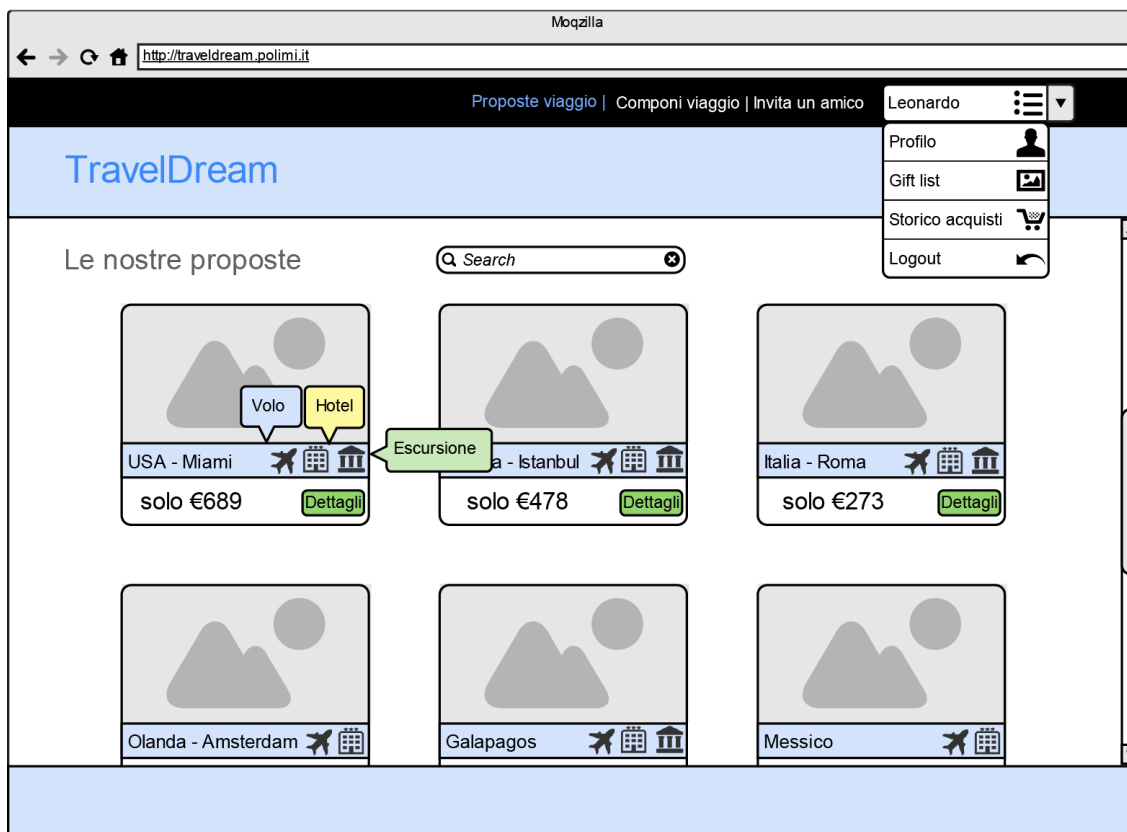 Moqzilla
http://traveldream.polimi.it
Proposte viaggio | Componi viaggio | Invita un amico
Leonardo
Profilo
Gift list
Storico acquisti
Logout
TravelDream
Le nostre proposte
Search
Volo
Hotel
Escursione
USA - Miami
a - Istanbul
Italia - Roma
solo €689
Dettagli
solo €478
Dettagli
solo €273
Dettagli
Olanda - Amsterdam
Galapagos
Messico